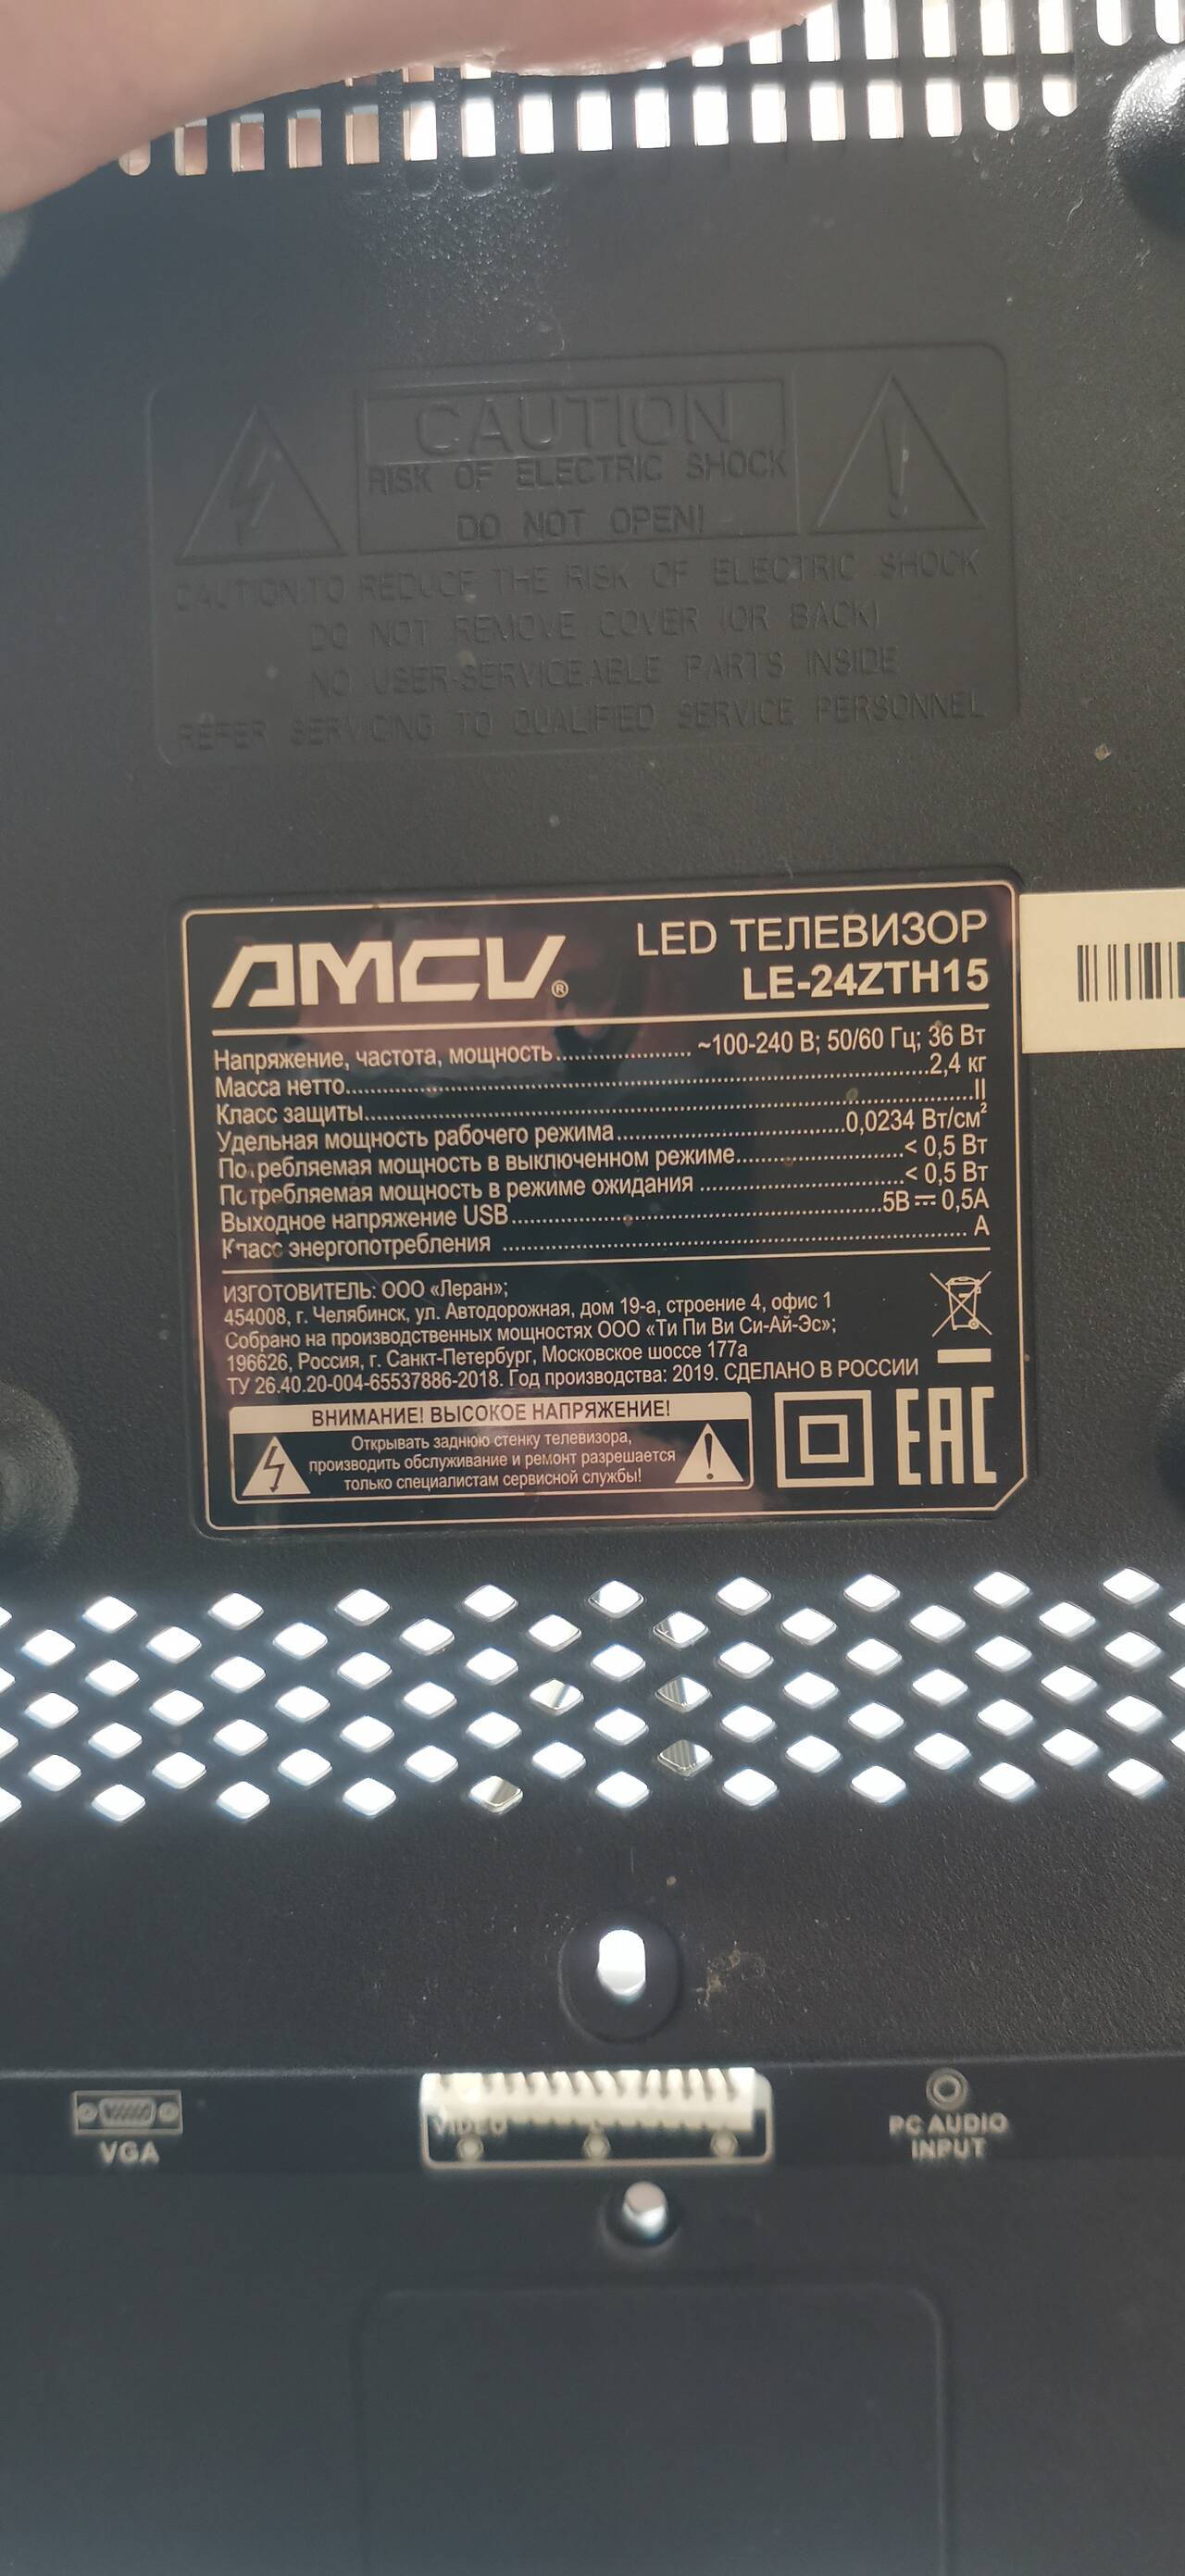 CAUTION
RISK OF ELECTRIC SHOCK
DO NOT OPEN!
CAUTION:TO REDUCE THE RISK OF ELECTRIC SHOCK
DO NOT REMOVE COVER (OR BACK)
NO USER-SERVICEABLE PARTS INSIDE
REFER SERVICING TO QUALIFIED SERVICE PERSONNEL
AMCV®
LED ТЕЛЕВИЗОР
LE-24ZTH15
Напряжение, частота, мощность.....................~100-240 В; 50/60 Гц; 36 Вт
Масса нетто.....................2,4 кг
Класс защиты.....................II
Удельная мощность рабочего режима.....................0,0234 Вт/см²
Потребляемая мощность в выключенном режиме.....................< 0,5 Вт
Потребляемая мощность в режиме ожидания .....................< 0,5 Вт
Выходное напряжение USB.....................5В ⎓ 0,5А
Класс энергопотребления ..................... А
ИЗГОТОВИТЕЛЬ: ООО «Леран»;
454008, г. Челябинск, ул. Автодорожная, дом 19-а, строение 4, офис 1
Собрано на производственных мощностях ООО «Ти Пи Ви Си-Ай-Эс»;
196626, Россия, г. Санкт-Петербург, Московское шоссе 177а
ТУ 26.40.20-004-65537886-2018. Год производства: 2019. СДЕЛАНО В РОССИИ
ВНИМАНИЕ! ВЫСОКОЕ НАПРЯЖЕНИЕ!
Открывать заднюю стенку телевизора,
производить обслуживание и ремонт разрешается
только специалистам сервисной службы!
EAC
VIDEO
VGA
PC AUDIO
INPUT